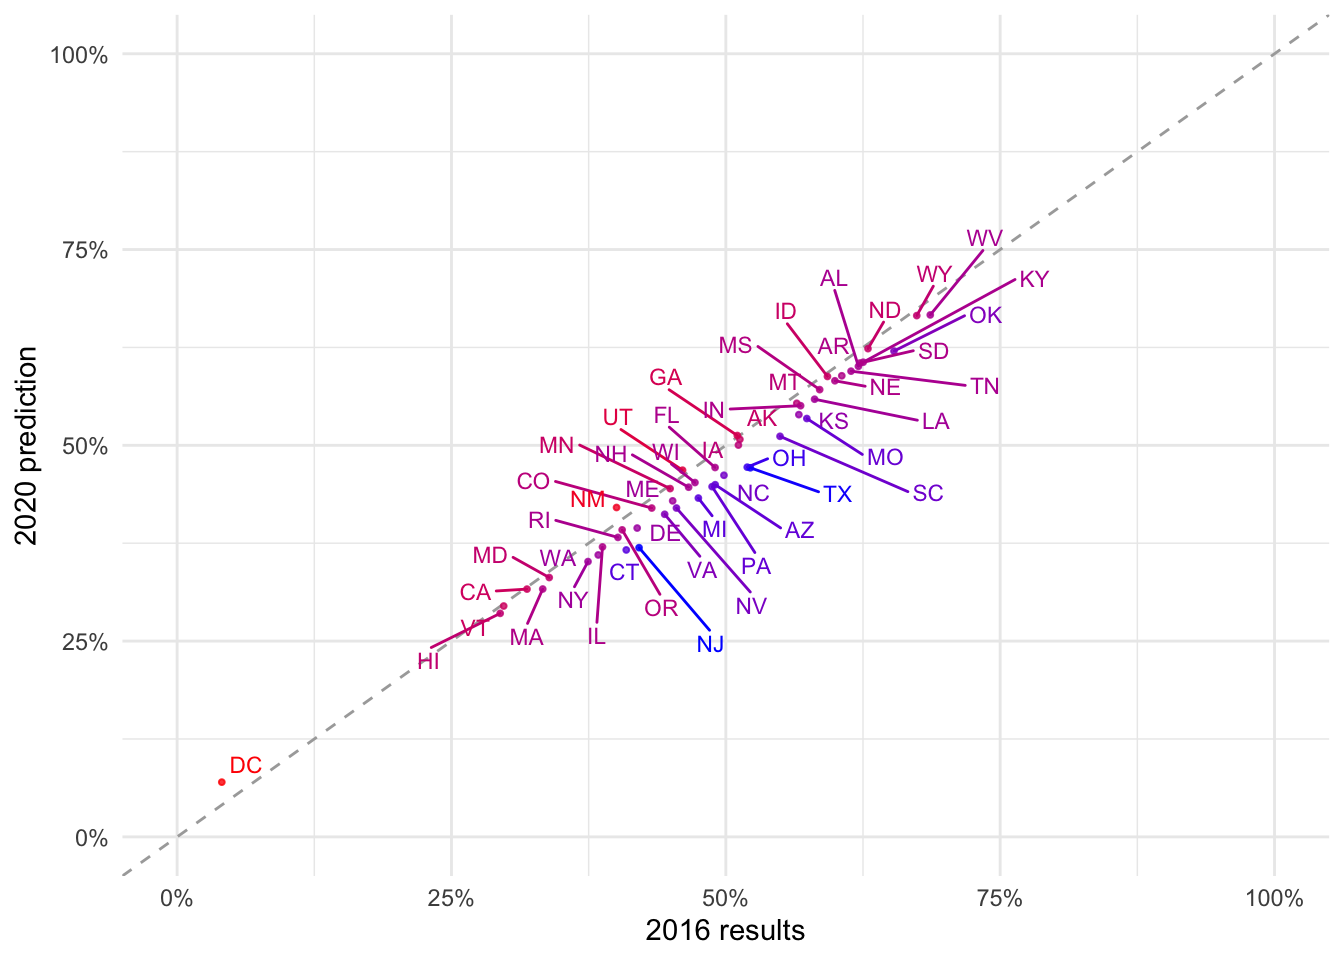 100%
75%
50%
25%
0%
2020 prediction
WV
WY
AL
KY
ND
ID
OK
AR
SD
MS
GA
MT
NE
TN
UT
FL
IN
AK
KS
LA
MN
NH
WI
IA
OH
MO
CO
NM
ME
NC
TX
SC
RI
DE
MI
AZ
MD
WA
CT
VA
PA
CA
NY
OR
NV
VT
MA
IL
NJ
HI
DC
0%
25%
50%
75%
100%
2016 results